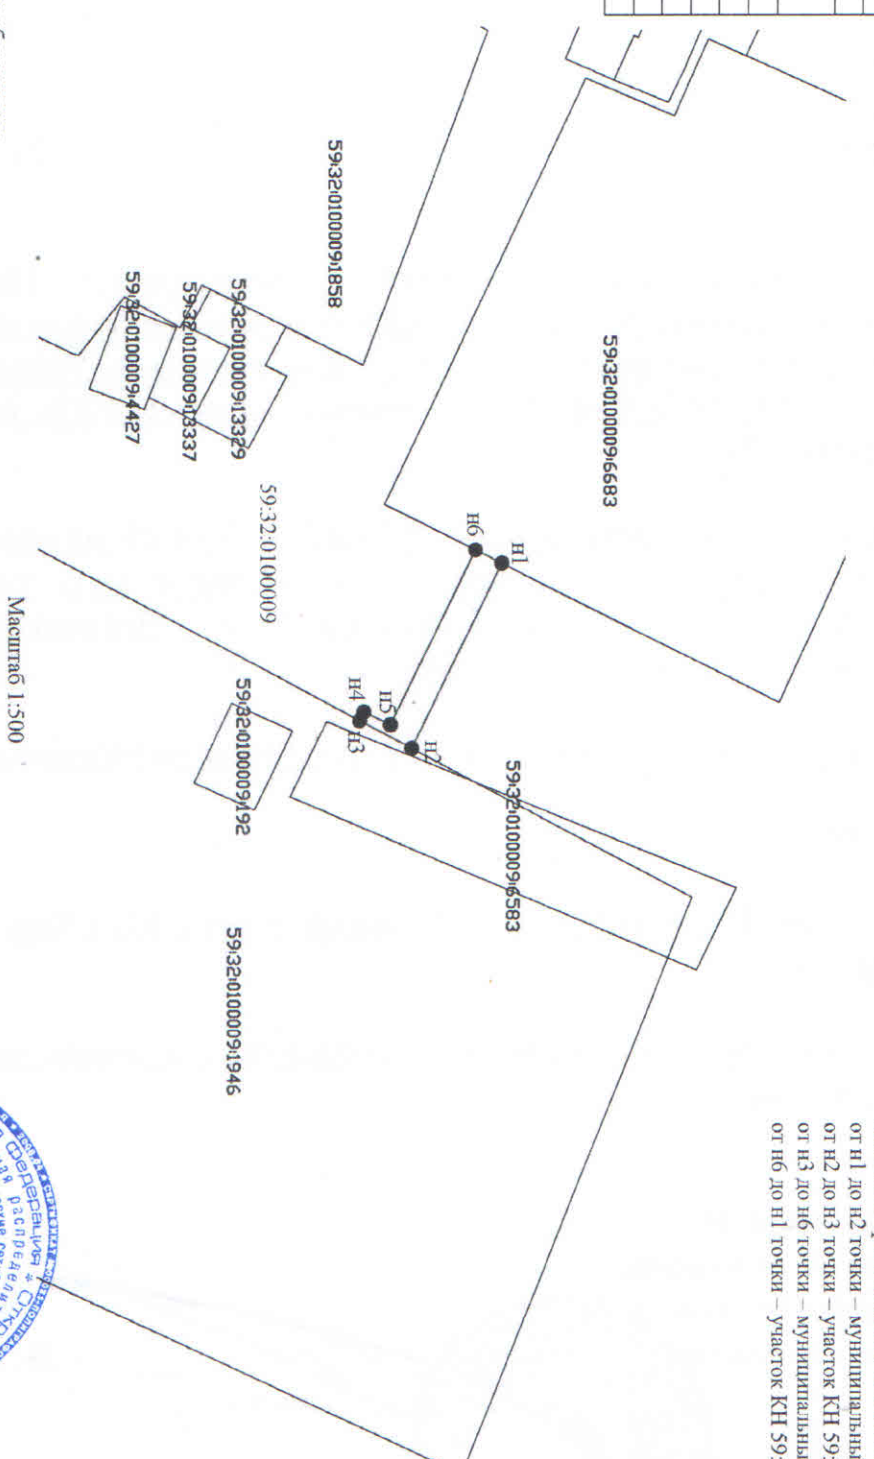 от н1 до н2 точки – муниципальны
от н2 до н3 точки – участок КН 59:
от н3 до н6 точки – муниципальны
от н6 до н1 точки – участок КН 59:
59:32:0100009:6683
н1
н6
59:32:0100009:6583
н2
н5
н4
н3
59:32:0100009:1858
59:32:0100009
59:32:0100009:13329
59:32:0100009:13337
59:32:0100009:4427
59:32:0100009:192
59:32:0100009:1946
Масштаб 1:500
Федерация * Откр